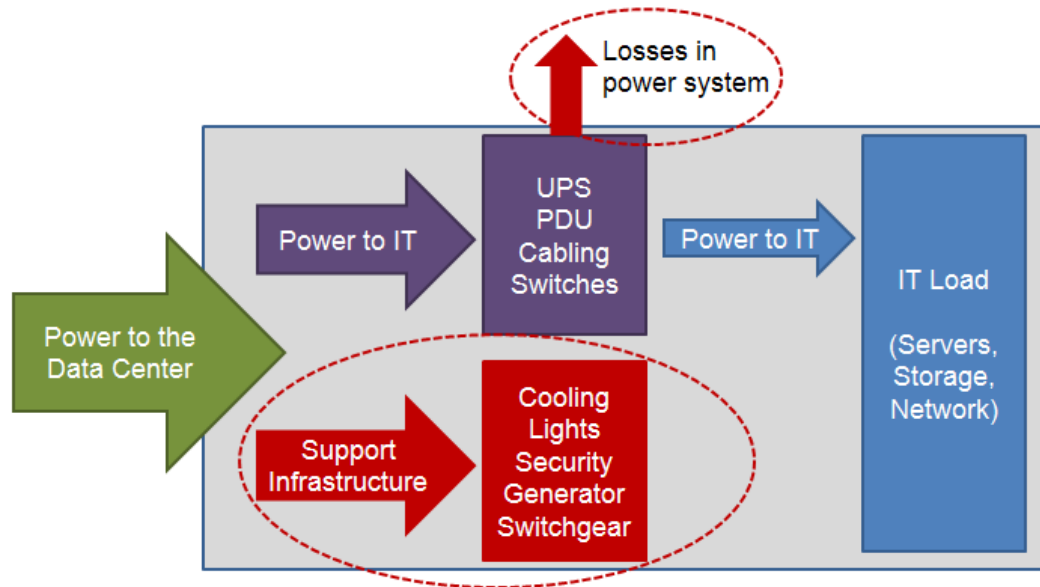 Losses in
power system
UPS
PDU
Cabling
Switches
Power to IT
Power to IT
IT Load
(Servers,
Storage,
Network)
Power to the
Data Center
Support
Infrastructure
Cooling
Lights
Security
Generator
Switchgear